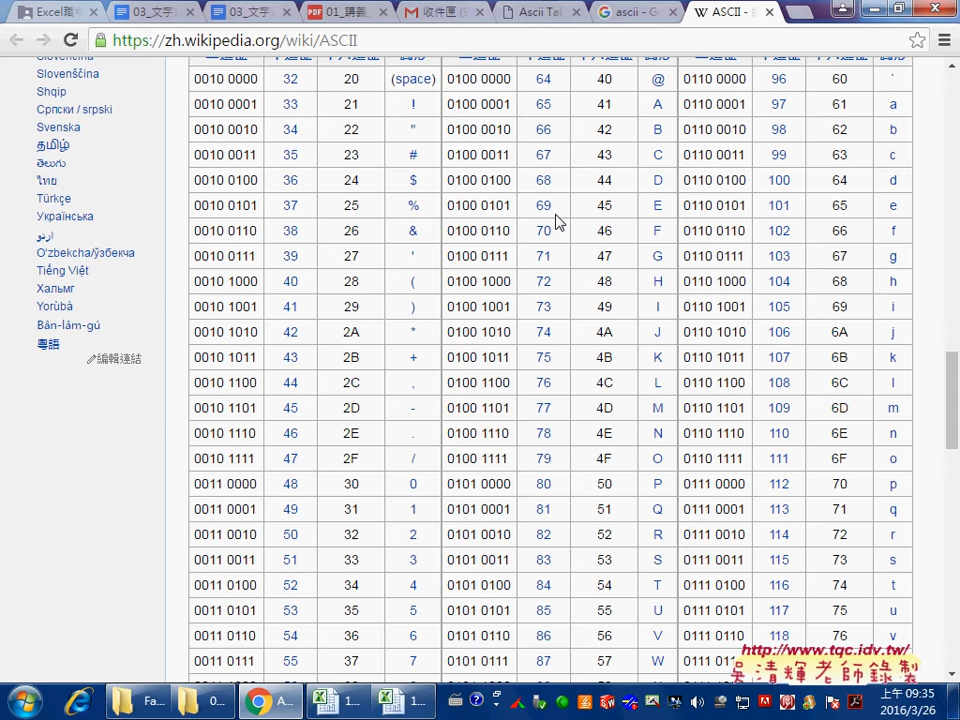 Excel職
03_文字
03_文字
01_講義
收件匣 (
Ascii Tab
ascii - Go
ASCII -
https://zh.wikipedia.org/wiki/ASCII
Slovenčina
Slovenščina
Shqip
Српски / srpski
Svenska
தமிழ்
తెలుగు
ไทย
Türkçe
Українська
اردو
Oʻzbekcha/ўзбекча
Tiếng Việt
Хальмг
Yorùbá
Bân-lâm-gú
粵語
編輯連結
0010 0000 32 20 (space) 0100 0000 64 40 @ 0110 0000 96 60 `
0010 0001 33 21 ! 0100 0001 65 41 A 0110 0001 97 61 a
0010 0010 34 22 " 0100 0010 66 42 B 0110 0010 98 62 b
0010 0011 35 23 # 0100 0011 67 43 C 0110 0011 99 63 c
0010 0100 36 24 $ 0100 0100 68 44 D 0110 0100 100 64 d
0010 0101 37 25 % 0100 0101 69 45 E 0110 0101 101 65 e
0010 0110 38 26 & 0100 0110 70 46 F 0110 0110 102 66 f
0010 0111 39 27 ' 0100 0111 71 47 G 0110 0111 103 67 g
0010 1000 40 28 ( 0100 1000 72 48 H 0110 1000 104 68 h
0010 1001 41 29 ) 0100 1001 73 49 I 0110 1001 105 69 i
0010 1010 42 2A * 0100 1010 74 4A J 0110 1010 106 6A j
0010 1011 43 2B + 0100 1011 75 4B K 0110 1011 107 6B k
0010 1100 44 2C , 0100 1100 76 4C L 0110 1100 108 6C l
0010 1101 45 2D - 0100 1101 77 4D M 0110 1101 109 6D m
0010 1110 46 2E . 0100 1110 78 4E N 0110 1110 110 6E n
0010 1111 47 2F / 0100 1111 79 4F O 0110 1111 111 6F o
0011 0000 48 30 0 0101 0000 80 50 P 0111 0000 112 70 p
0011 0001 49 31 1 0101 0001 81 51 Q 0111 0001 113 71 q
0011 0010 50 32 2 0101 0010 82 52 R 0111 0010 114 72 r
0011 0011 51 33 3 0101 0011 83 53 S 0111 0011 115 73 s
0011 0100 52 34 4 0101 0100 84 54 T 0111 0100 116 74 t
0011 0101 53 35 5 0101 0101 85 55 U 0111 0101 117 75 u
0011 0110 54 36 6 0101 0110 86 56 V 0111 0110 118 76 v
0011 0111 55 37 7 0101 0111 87 57 W
http://www.tqc.idv.tw/
吳清輝老師錄製
Fa...
0...
A...
1...
1...
上午 09:35
2016/3/26